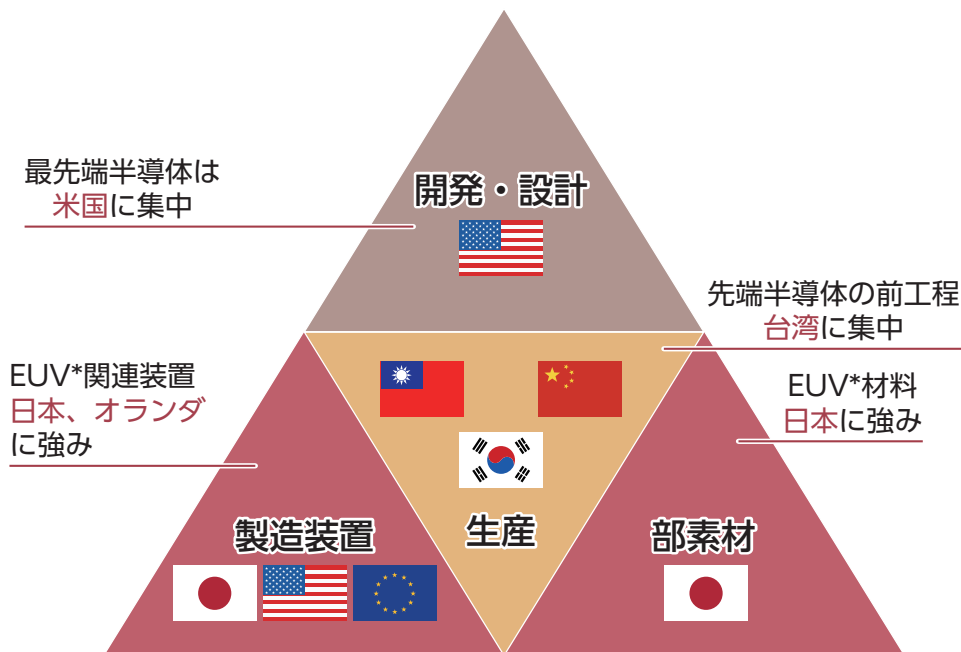 最先端半導体は
米国に集中
開発・設計
先端半導体の前工程
台湾に集中
EUV*関連装置
日本、オランダ
に強み
EUV*材料
日本に強み
製造装置
生産
部素材